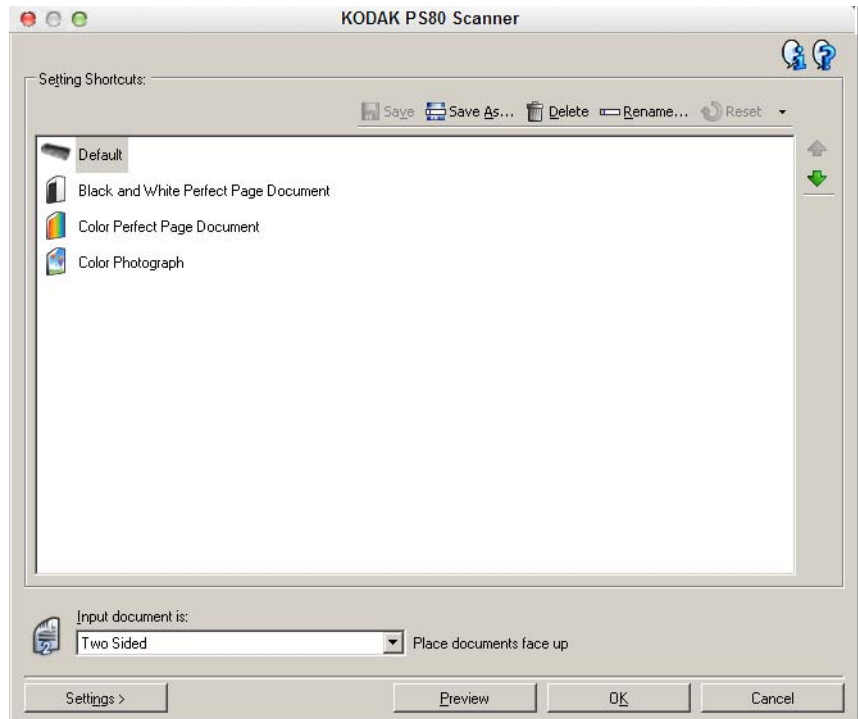 KODAK PS80 Scanner
Setting Shortcuts:
Save Save As... Delete Rename... Reset
Default
Black and White Perfect Page Document
Color Perfect Page Document
Color Photograph
Input document is:
2
Two Sided Place documents face up
Settings > Preview OK Cancel